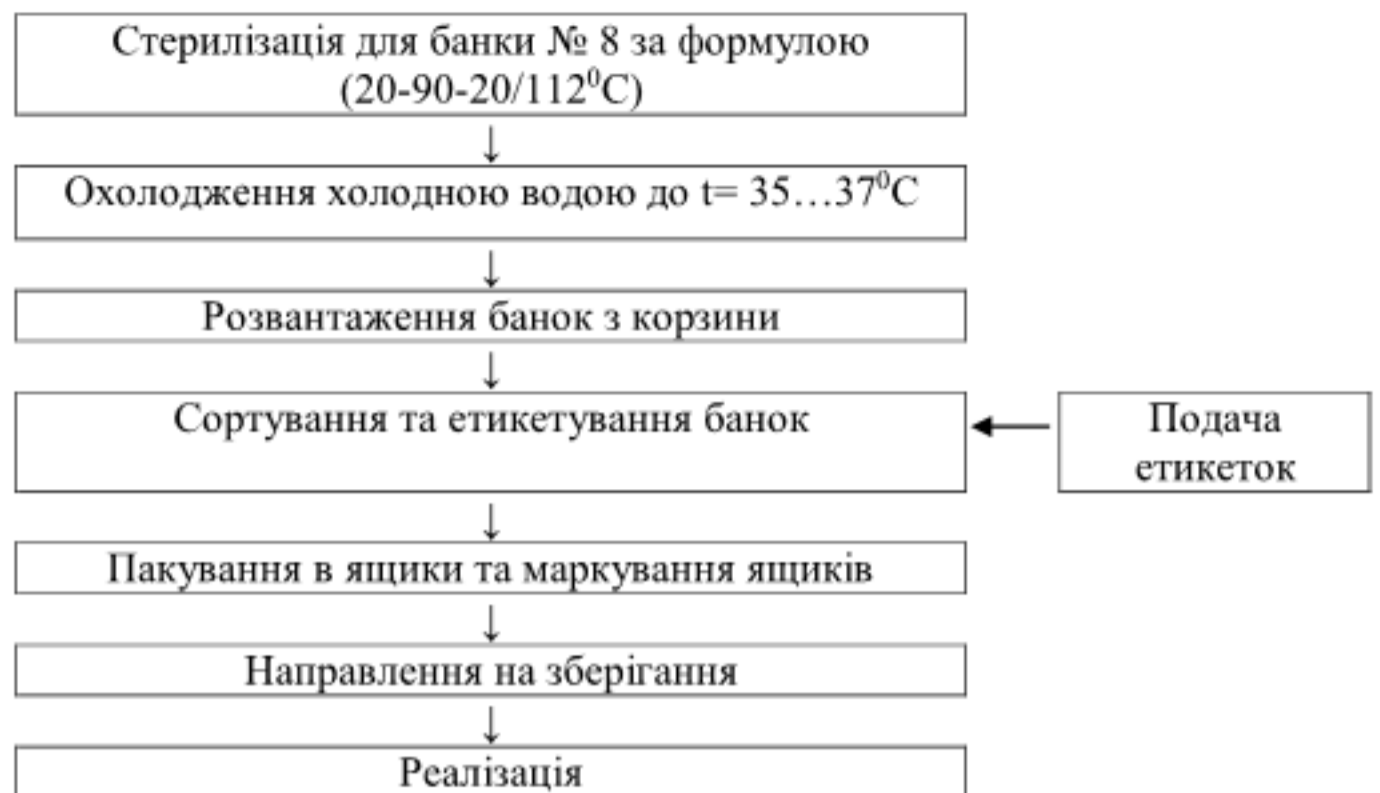 Стерилізація для банки № 8 за формулою
(20-90-20/112⁰С)
↓
Охолодження холодною водою до t= 35…37⁰С
↓
Розвантаження банок з корзини
↓
Сортування та етикетування банок
Подача
етикеток
↓
Пакування в ящики та маркування ящиків
↓
Направлення на зберігання
↓
Реалізація